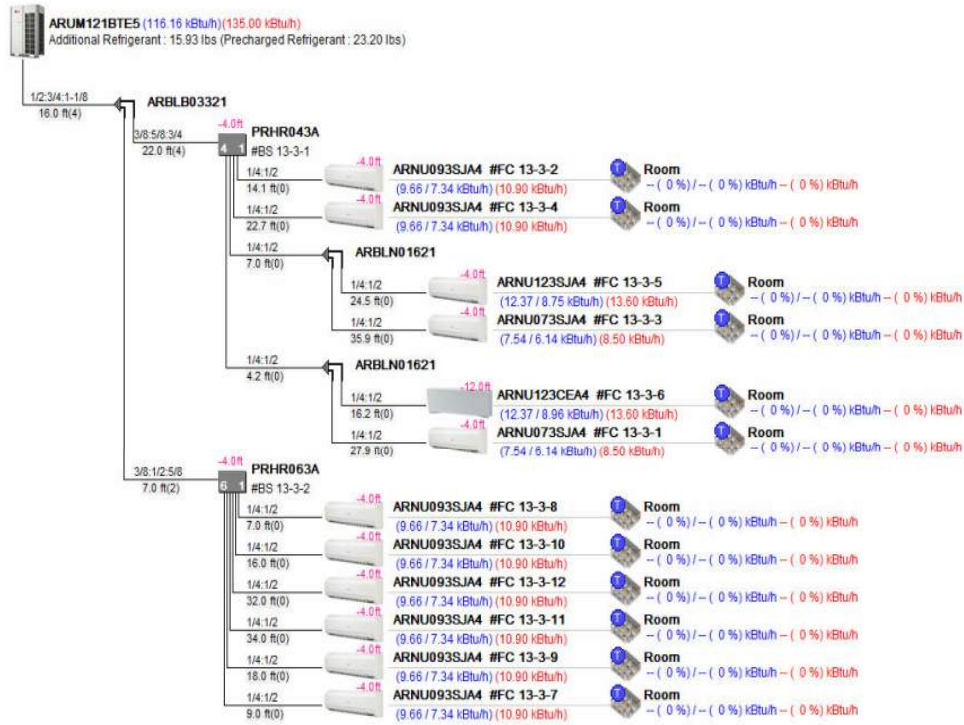 ARUM121BTE5 (116.16 kBtu/h)(135.00 kBtu/h)
Additional Refrigerant : 15.93 lbs (Precharged Refrigerant : 23.20 lbs)
1/2:3/4:1-1/8
16.0 ft(4)
ARBLB03321
3/8:5/8:3/4
22.0 ft(4)
-4.0ft
PRHR043A
4 1
#BS 13-3-1
1/4:1/2
14.1 ft(0)
-4.0ft
ARNU093SJA4 #FC 13-3-2
(9.66 / 7.34 kBtu/h) (10.90 kBtu/h)
T
Room
-- ( 0 %) / -- ( 0 %) kBtu/h -- ( 0 %) kBtu/h
1/4:1/2
22.7 ft(0)
-4.0ft
ARNU093SJA4 #FC 13-3-4
(9.66 / 7.34 kBtu/h) (10.90 kBtu/h)
T
Room
-- ( 0 %) / -- ( 0 %) kBtu/h -- ( 0 %) kBtu/h
1/4:1/2
7.0 ft(0)
ARBLN01621
1/4:1/2
24.5 ft(0)
-4.0ft
ARNU123SJA4 #FC 13-3-5
(12.37 / 8.75 kBtu/h) (13.60 kBtu/h)
T
Room
-- ( 0 %) / -- ( 0 %) kBtu/h -- ( 0 %) kBtu/h
1/4:1/2
35.9 ft(0)
-4.0ft
ARNU073SJA4 #FC 13-3-3
(7.54 / 6.14 kBtu/h) (8.50 kBtu/h)
T
Room
-- ( 0 %) / -- ( 0 %) kBtu/h -- ( 0 %) kBtu/h
1/4:1/2
4.2 ft(0)
ARBLN01621
1/4:1/2
16.2 ft(0)
-12.0ft
ARNU123CEA4 #FC 13-3-6
(12.37 / 8.96 kBtu/h) (13.60 kBtu/h)
T
Room
-- ( 0 %) / -- ( 0 %) kBtu/h -- ( 0 %) kBtu/h
1/4:1/2
27.9 ft(0)
-4.0ft
ARNU073SJA4 #FC 13-3-1
(7.54 / 6.14 kBtu/h) (8.50 kBtu/h)
T
Room
-- ( 0 %) / -- ( 0 %) kBtu/h -- ( 0 %) kBtu/h
3/8:1/2:5/8
7.0 ft(2)
-4.0ft
PRHR063A
6 1
#BS 13-3-2
1/4:1/2
7.0 ft(0)
-4.0ft
ARNU093SJA4 #FC 13-3-8
(9.66 / 7.34 kBtu/h) (10.90 kBtu/h)
T
Room
-- ( 0 %) / -- ( 0 %) kBtu/h -- ( 0 %) kBtu/h
1/4:1/2
16.0 ft(0)
-4.0ft
ARNU093SJA4 #FC 13-3-10
(9.66 / 7.34 kBtu/h) (10.90 kBtu/h)
T
Room
-- ( 0 %) / -- ( 0 %) kBtu/h -- ( 0 %) kBtu/h
1/4:1/2
32.0 ft(0)
-4.0ft
ARNU093SJA4 #FC 13-3-12
(9.66 / 7.34 kBtu/h) (10.90 kBtu/h)
T
Room
-- ( 0 %) / -- ( 0 %) kBtu/h -- ( 0 %) kBtu/h
1/4:1/2
34.0 ft(0)
-4.0ft
ARNU093SJA4 #FC 13-3-11
(9.66 / 7.34 kBtu/h) (10.90 kBtu/h)
T
Room
-- ( 0 %) / -- ( 0 %) kBtu/h -- ( 0 %) kBtu/h
1/4:1/2
18.0 ft(0)
-4.0ft
ARNU093SJA4 #FC 13-3-9
(9.66 / 7.34 kBtu/h) (10.90 kBtu/h)
T
Room
-- ( 0 %) / -- ( 0 %) kBtu/h -- ( 0 %) kBtu/h
1/4:1/2
9.0 ft(0)
-4.0ft
ARNU093SJA4 #FC 13-3-7
(9.66 / 7.34 kBtu/h) (10.90 kBtu/h)
T
Room
-- ( 0 %) / -- ( 0 %) kBtu/h -- ( 0 %) kBtu/h